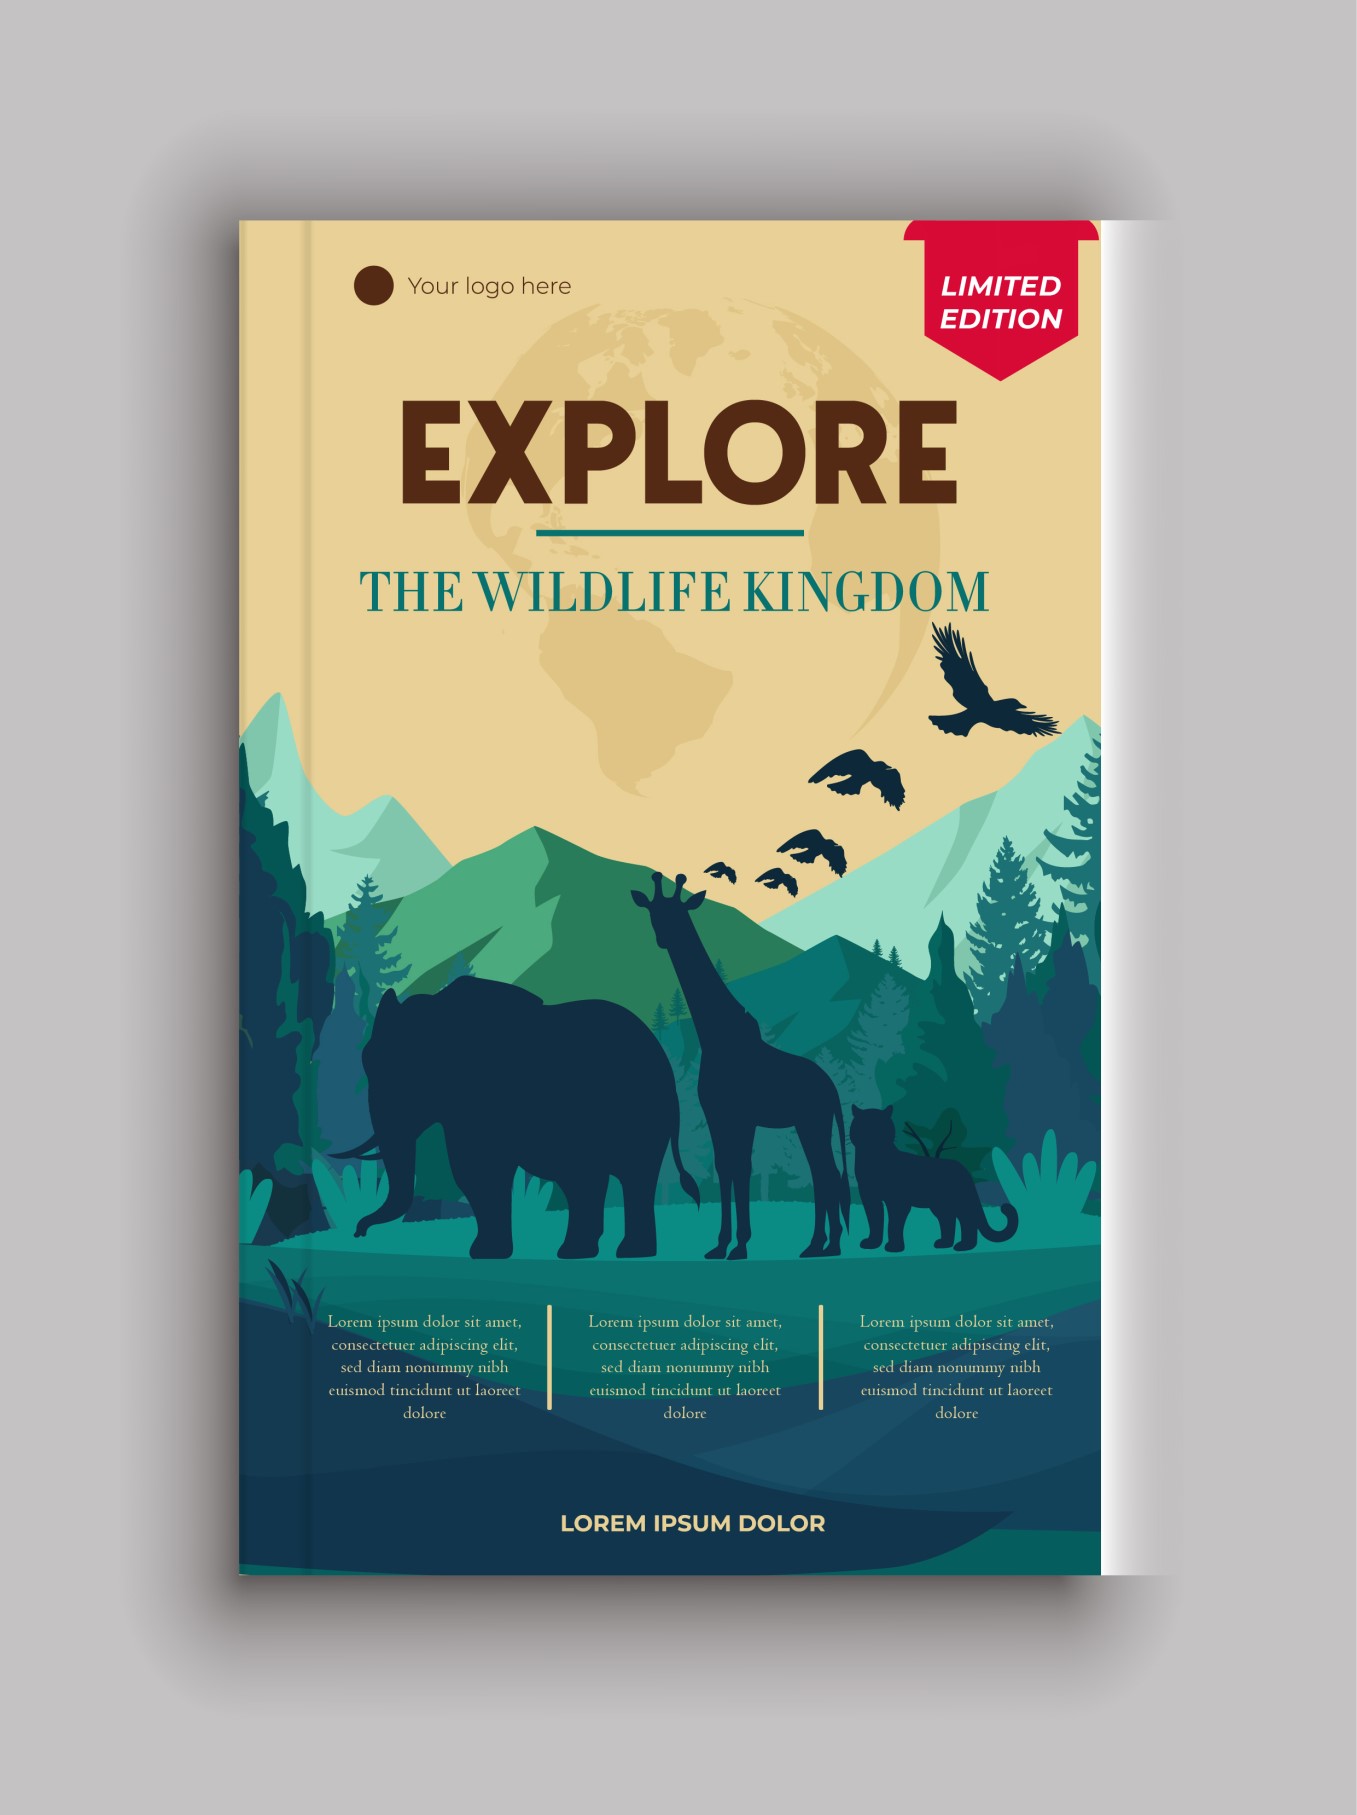 Your logo here
LIMITED
EDITION
EXPLORE
THE WILDLIFE KINGDOM
Lorem ipsum dolor sit amet,
consectetuer adipiscing elit,
sed diam nonummy nibh
euismod tincidunt ut laoreet
dolore
Lorem ipsum dolor sit amet,
consectetuer adipiscing elit,
sed diam nonummy nibh
euismod tincidunt ut laoreet
dolore
Lorem ipsum dolor sit amet,
consectetuer adipiscing elit,
sed diam nonummy nibh
euismod tincidunt ut laoreet
dolore
LOREM IPSUM DOLOR